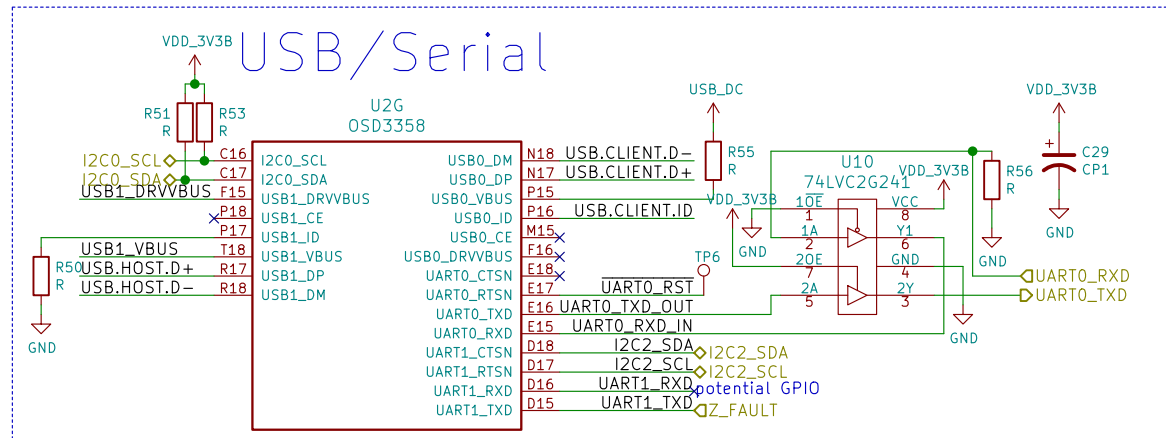 USB/Serial
VDD_3V3B
R51
R
R53
R
U2G
OSD3358
I2C0_SCL
I2C0_SDA
USB1_DRVVBUS
USB1_VBUS
USB.HOST.D+
USB.HOST.D-
R50
R
GND
C16
C17
F15
P18
P17
T18
R17
R18
I2C0_SCL
I2C0_SDA
USB1_DRVVBUS
USB1_CE
USB1_ID
USB1_VBUS
USB1_DP
USB1_DM
USB0_DM
USB0_DP
USB0_VBUS
USB0_ID
USB0_CE
USB0_DRVVBUS
UART0_CTSN
UART0_RTSN
UART0_TXD
UART0_RXD
UART1_CTSN
UART1_RTSN
UART1_RXD
UART1_TXD
N18
N17
P15
P16
M15
F16
E18
E17
E16
E15
D18
D17
D16
D15
USB.CLIENT.D-
USB.CLIENT.D+
USB.CLIENT.ID
UART0_RST
UART0_TXD_OUT
UART0_RXD_IN
I2C2_SDA
I2C2_SCL
UART1_RXD
UART1_TXD
I2C2_SDA
I2C2_SCL
potential GPIO
Z_FAULT
TP6
USB_DC
R55
R
VDD_3V3B
GND
U10
74LVC2G241
1OE
1
1A
2
2OE
7
2A
5
VCC
8
Y1
6
GND
4
2Y
3
VDD_3V3B
GND
R56
R
GND
VDD_3V3B
+
C29
CP1
GND
UART0_RXD
UART0_TXD